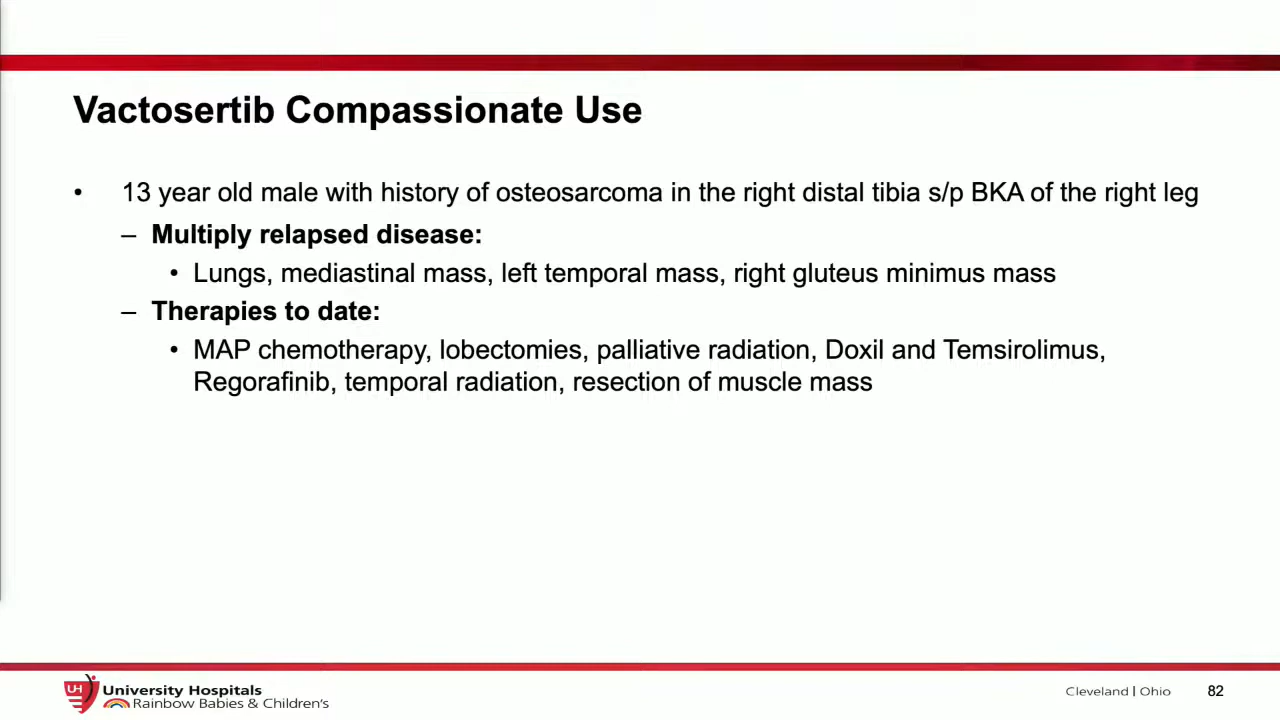 Vactosertib Compassionate Use
• 13 year old male with history of osteosarcoma in the right distal tibia s/p BKA of the right leg
– Multiply relapsed disease:
• Lungs, mediastinal mass, left temporal mass, right gluteus minimus mass
– Therapies to date:
• MAP chemotherapy, lobectomies, palliative radiation, Doxil and Temsirolimus,
Regorafinib, temporal radiation, resection of muscle mass
UH University Hospitals
Rainbow Babies & Children's
Cleveland | Ohio 82